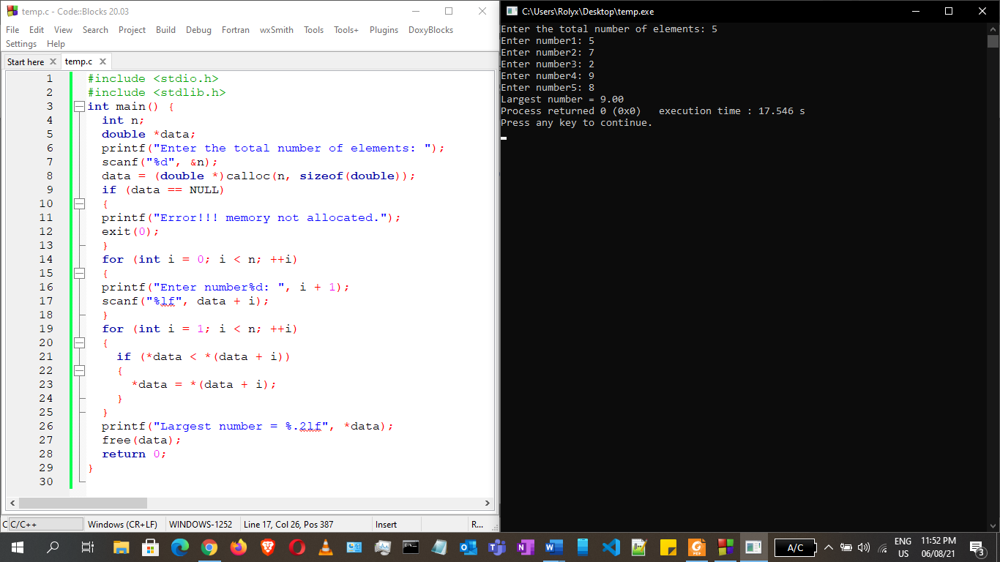 temp.c - Code::Blocks 20.03
File Edit View Search Project Build Debug Fortran wxSmith Tools Tools+ Plugins DoxyBlocks
Settings Help
Start here temp.c
1 #include <stdio.h>
2 #include <stdlib.h>
3 int main() {
4 int n;
5 double *data;
6 printf("Enter the total number of elements: ");
7 scanf("%d", &n);
8 data = (double *)calloc(n, sizeof(double));
9 if (data == NULL)
10 {
11 printf("Error!!! memory not allocated.");
12 exit(0);
13 }
14 for (int i = 0; i < n; ++i)
15 {
16 printf("Enter number%d: ", i + 1);
17 scanf("%lf", data + i);
18 }
19 for (int i = 1; i < n; ++i)
20 {
21 if (*data < *(data + i))
22 {
23 *data = *(data + i);
24 }
25 }
26 printf("Largest number = %.2lf", *data);
27 free(data);
28 return 0;
29 }
30
C C/C++ Windows (CR+LF) WINDOWS-1252 Line 17, Col 26, Pos 387 Insert R...
C:\Users\Rolyx\Desktop\temp.exe
Enter the total number of elements: 5
Enter number1: 5
Enter number2: 7
Enter number3: 2
Enter number4: 9
Enter number5: 8
Largest number = 9.00
Process returned 0 (0x0)   execution time : 17.546 s
Press any key to continue.
A/C
ENG
US
11:52 PM
06/08/21
3